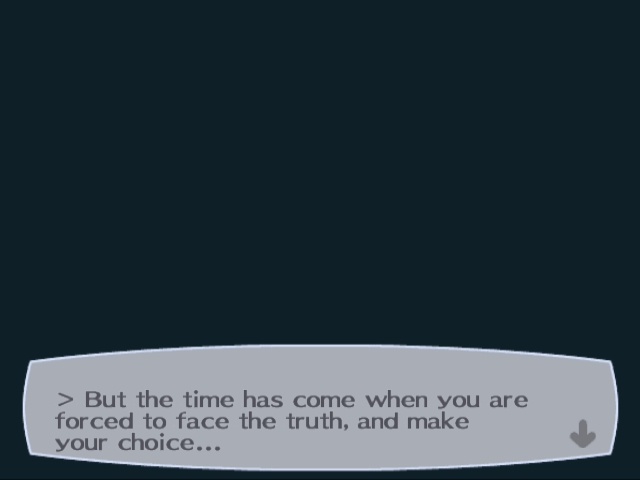 > But the time has come when you are
forced to face the truth, and make
your choice...